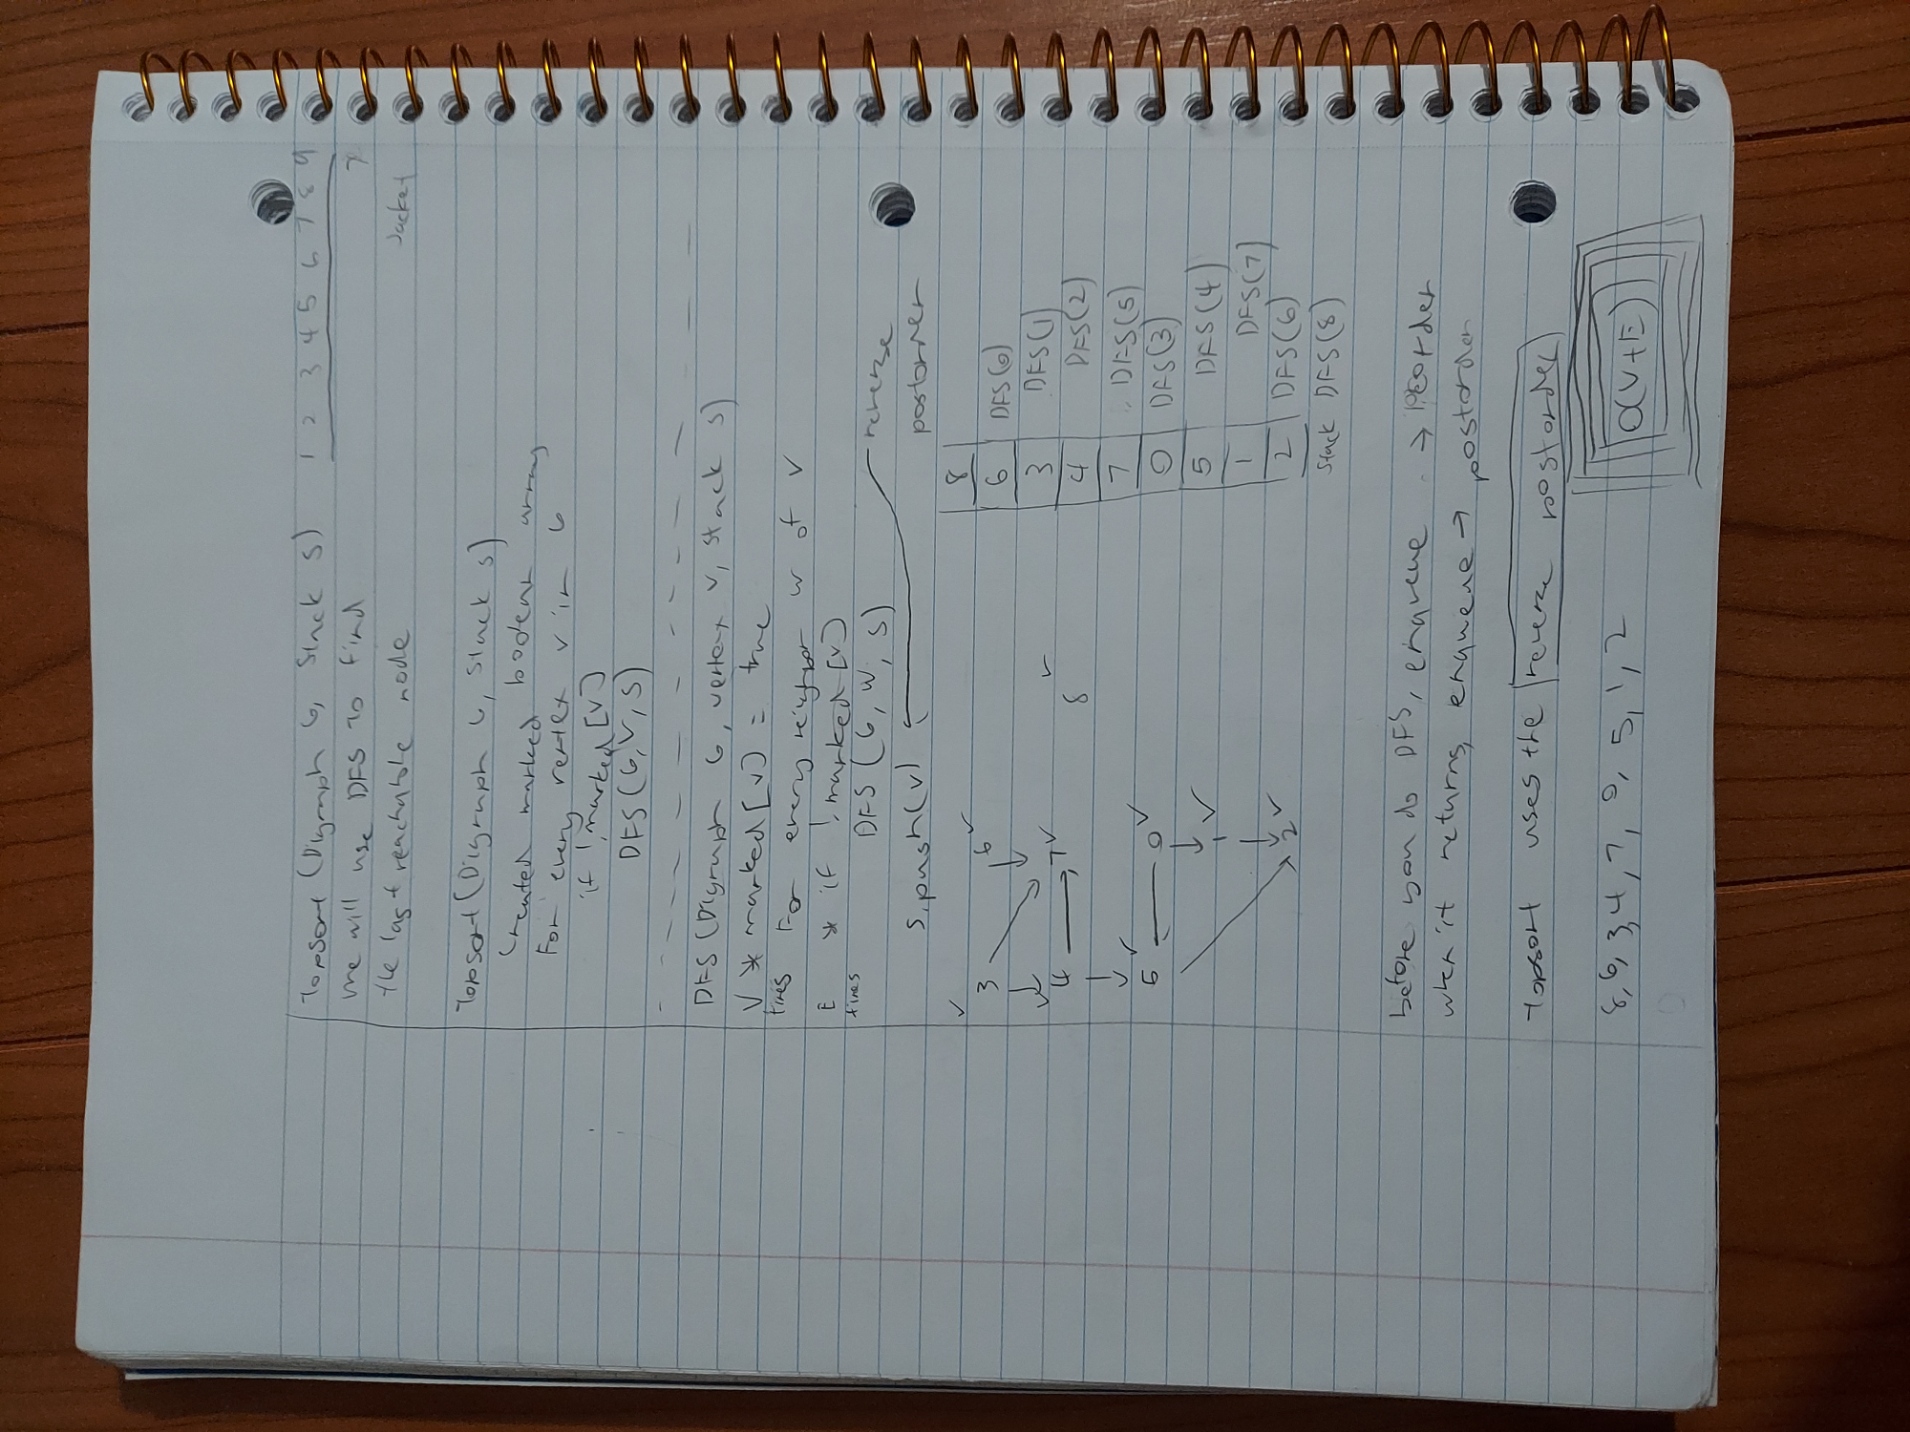 Topsort (Digraph G, Stack S) 1 2 3 4 5 6 7 8 9
we will use DFS to find 7
the last reachable node Jacket
Topsort (Digraph G, Stack s)
Created marked boolean array
For every vertex v in G
if !marked [v]
DFS (G, V, S)
DFS (Digraph G, vertex v, stack s)
V * marked [v] = true
times For every neighbor w of v
E * if !marked [v]
times DFS (G, W, S)
reverse
s.push(v)
postorder
8
3 6
6 DFS(0)
3 DFS(1)
4 7
8
4 DFS(2)
7 DFS(5)
5 0
0 DFS(3)
5 DFS(4)
1
1 DFS(7)
2
2 DFS(6)
Stack DFS(8)
before you do DFS, enqueue → preorder
when it returns, enqueue → postorder
topsort uses the reverse postorder
8, 6, 3, 4, 7, 0, 5, 1, 2
O(V+E)